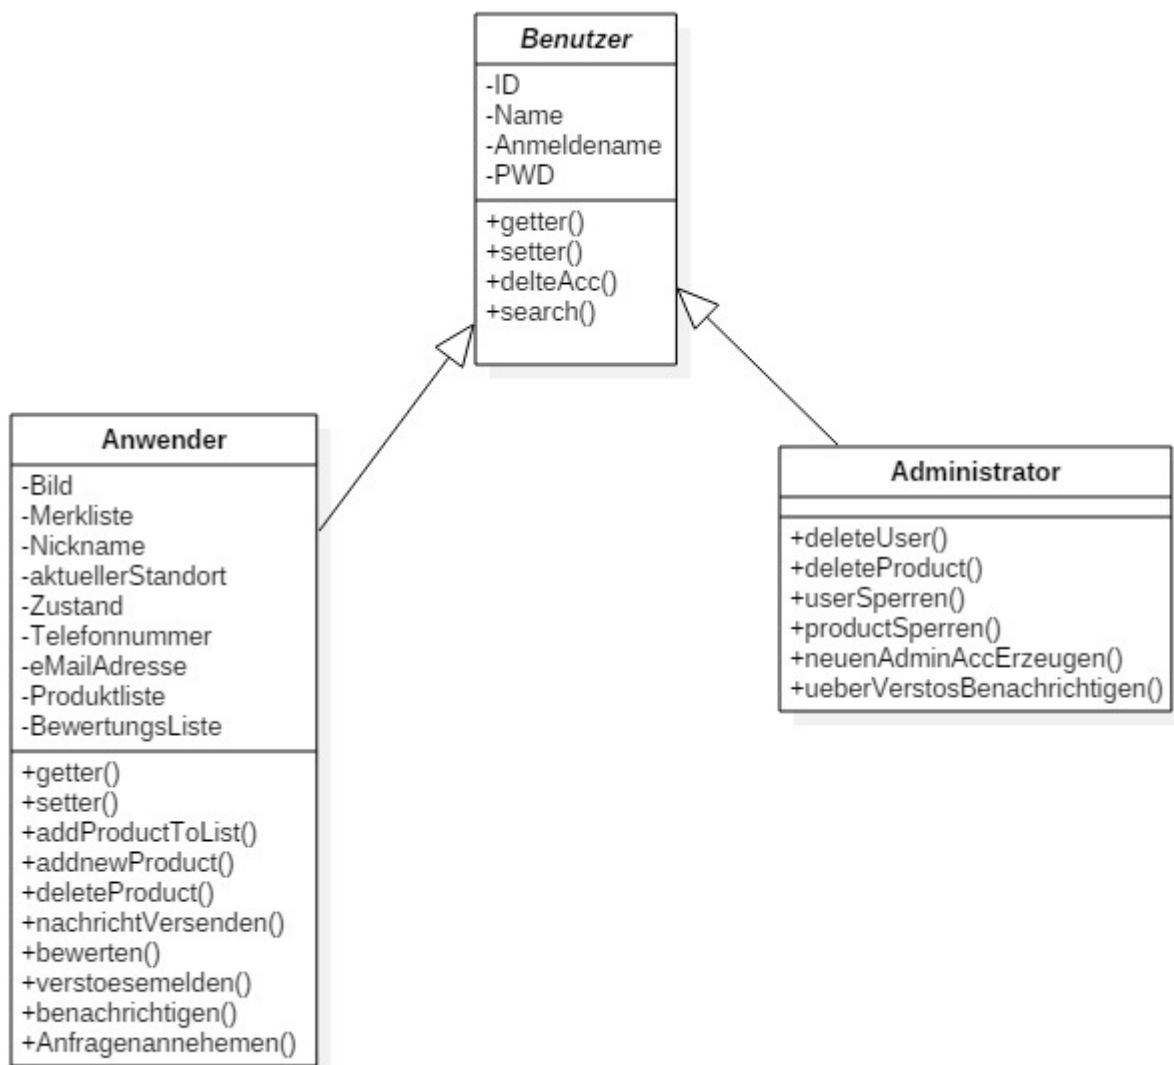 Benutzer
-ID
-Name
-Anmeldename
-PWD
+getter()
+setter()
+delteAcc()
+search()
Anwender
-Bild
-Merkliste
-Nickname
-aktuellerStandort
-Zustand
-Telefonnummer
-eMailAdresse
-Produktliste
-BewertungsListe
+getter()
+setter()
+addProductToList()
+addnewProduct()
+deleteProduct()
+nachrichtVersenden()
+bewerten()
+verstoesemelden()
+benachrichtigen()
+Anfragenannehemen()
Administrator
+deleteUser()
+deleteProduct()
+userSperren()
+productSperren()
+neuenAdminAccErzeugen()
+ueberVerstosBenachrichtigen()